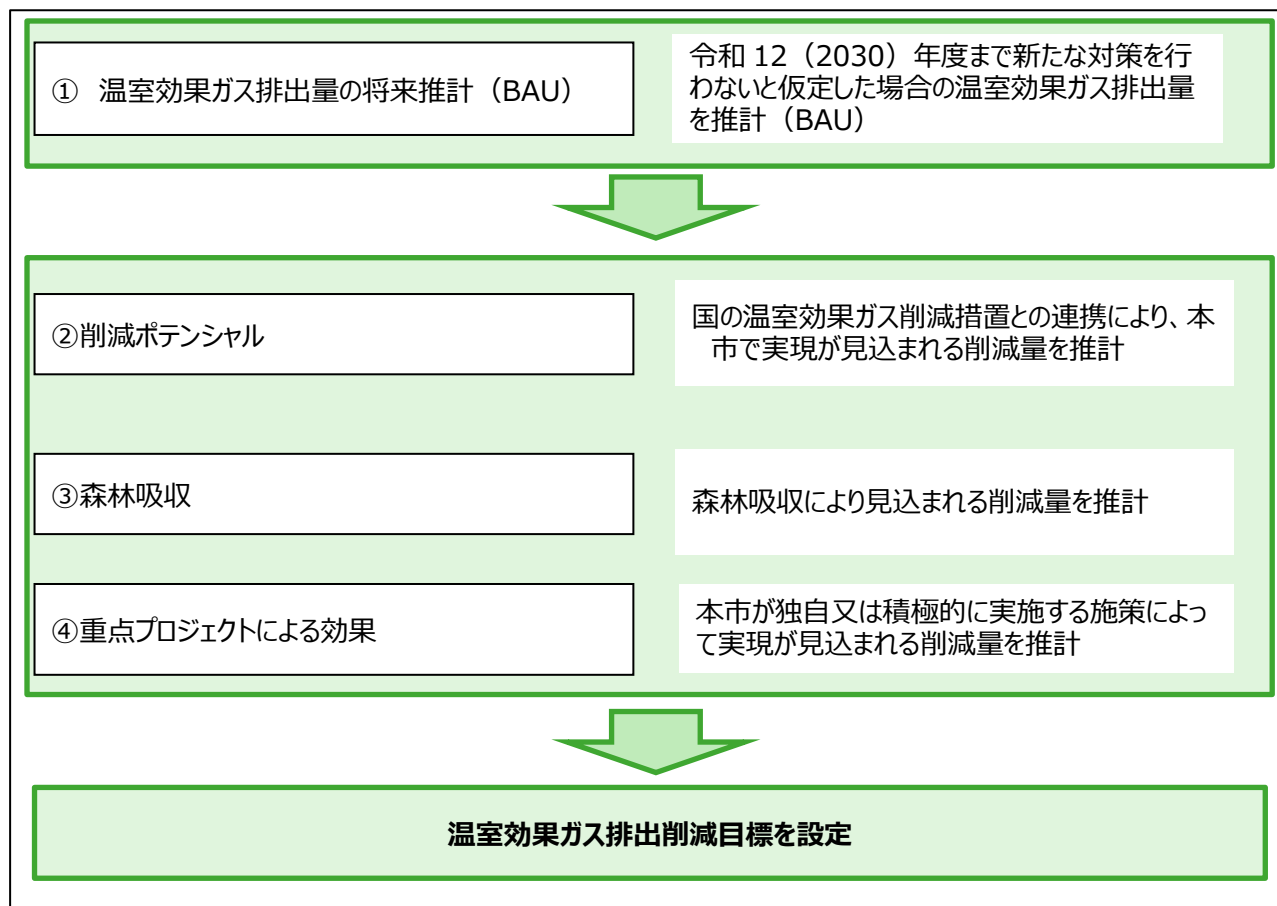 ① 温室効果ガス排出量の将来推計（BAU）
令和 12（2030）年度まで新たな対策を行
わないと仮定した場合の温室効果ガス排出量
を推計（BAU）
②削減ポテンシャル
国の温室効果ガス削減措置との連携により、本
市で実現が見込まれる削減量を推計
③森林吸収
森林吸収により見込まれる削減量を推計
④重点プロジェクトによる効果
本市が独自又は積極的に実施する施策によっ
て実現が見込まれる削減量を推計
温室効果ガス排出削減目標を設定